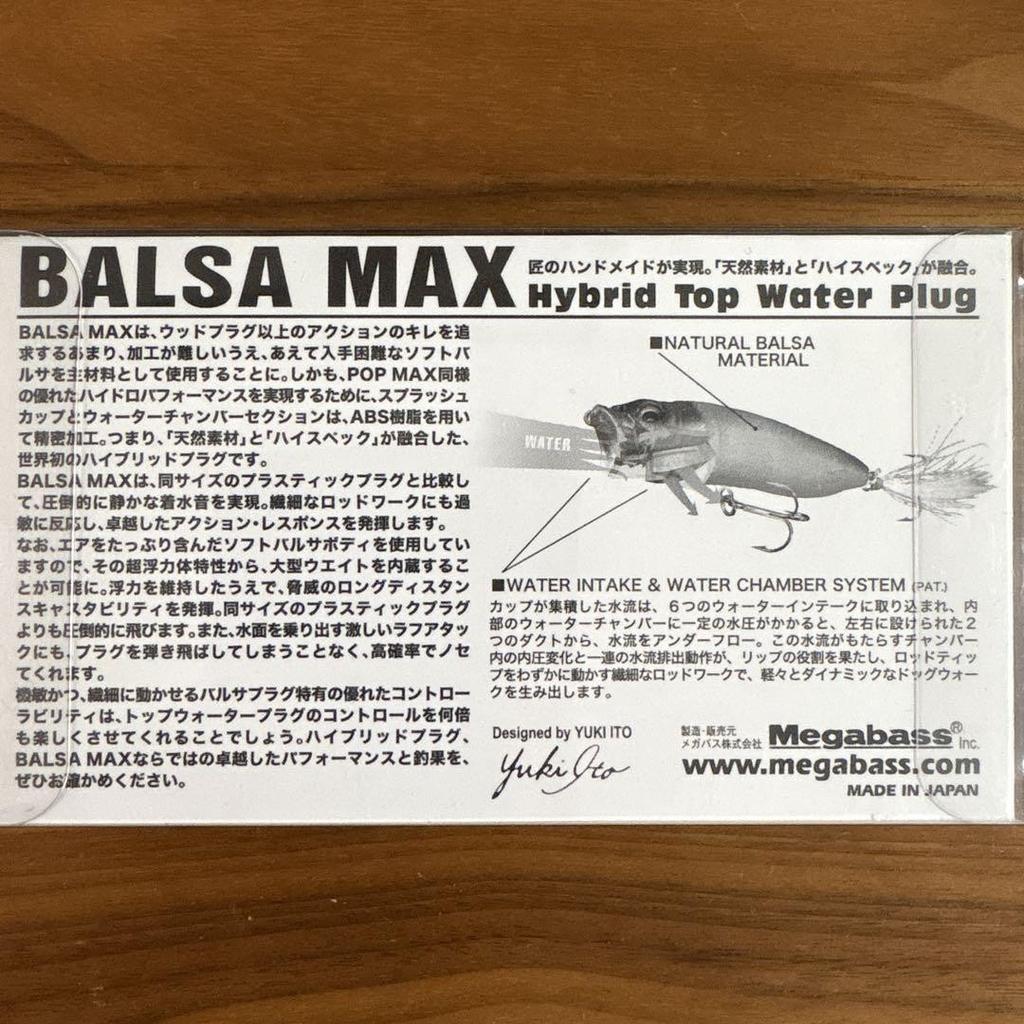 BALSA MAX
匠のハンドメイドが実現。「天然素材」と「ハイスペック」が融合。
Hybrid Top Water Plug
BALSA MAXは、ウッドプラグ以上のアクションのキレを追
求するあまり、加工が難しいうえ、あえて入手困難なソフトバ
ルサを主材料として使用することに。しかも、POP MAX同様
の優れたハイドロパフォーマンスを実現するために、スプラッシュ
カップとウォーターチャンバーセクションは、ABS樹脂を用い
て精密加工。つまり、「天然素材」と「ハイスペック」が融合した、
世界初のハイブリッドプラグです。
BALSA MAXは、同サイズのプラスティックプラグと比較し
て、圧倒的に静かな着水音を実現。繊細なロッドワークにも過
敏に反応し、卓越したアクション・レスポンスを発揮します。
なお、エアをたっぷり含んだソフトバルサボディを使用してい
ますので、その超浮力体特性から、大型ウエイトを内蔵するこ
とが可能に。浮力を維持したうえで、脅威のロングディスタン
スキャスタビリティを発揮。同サイズのプラスティックプラグ
よりも圧倒的に飛びます。また、水面を乗り出す激しいラフアタッ
クにも、プラグを弾き飛ばしてしまうことなく、高確率でノセ
てくれます。
機敏かつ、繊細に動かせるバルサプラグ特有の優れたコントロー
ラビリティは、トップウォータープラグのコントロールを何倍
も楽しくさせてくれることでしょう。ハイブリッドプラグ、
BALSA MAXならではの卓越したパフォーマンスと釣果を、
ぜひお確かめください。
■NATURAL BALSA
MATERIAL
WATER
■WATER INTAKE & WATER CHAMBER SYSTEM (PAT.)
カップが集積した水流は、６つのウォーターインテークに取り込まれ、内
部のウォーターチャンバーに一定の水圧がかかると、左右に設けられた２
つのダクトから、水流をアンダーフロー。この水流がもたらすチャンバー
内の内圧変化と一連の水流排出動作が、リップの役割を果たし、ロッドティッ
プをわずかに動かす繊細なロッドワークで、軽々とダイナミックなドッグウォー
クを生み出します。
Designed by YUKI ITO
Yuki Ito
製造・販売元
メガバス株式会社
Megabass® Inc.
www.megabass.com
MADE IN JAPAN